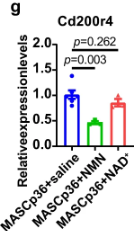 g
Cd200r4
Relativeexpressionlevels
2.0
1.5
1.0
0.5
0.0
p=0.262
p=0.003
MASCp36+saline
MASCp36+NMN
MASCp36+NAD+